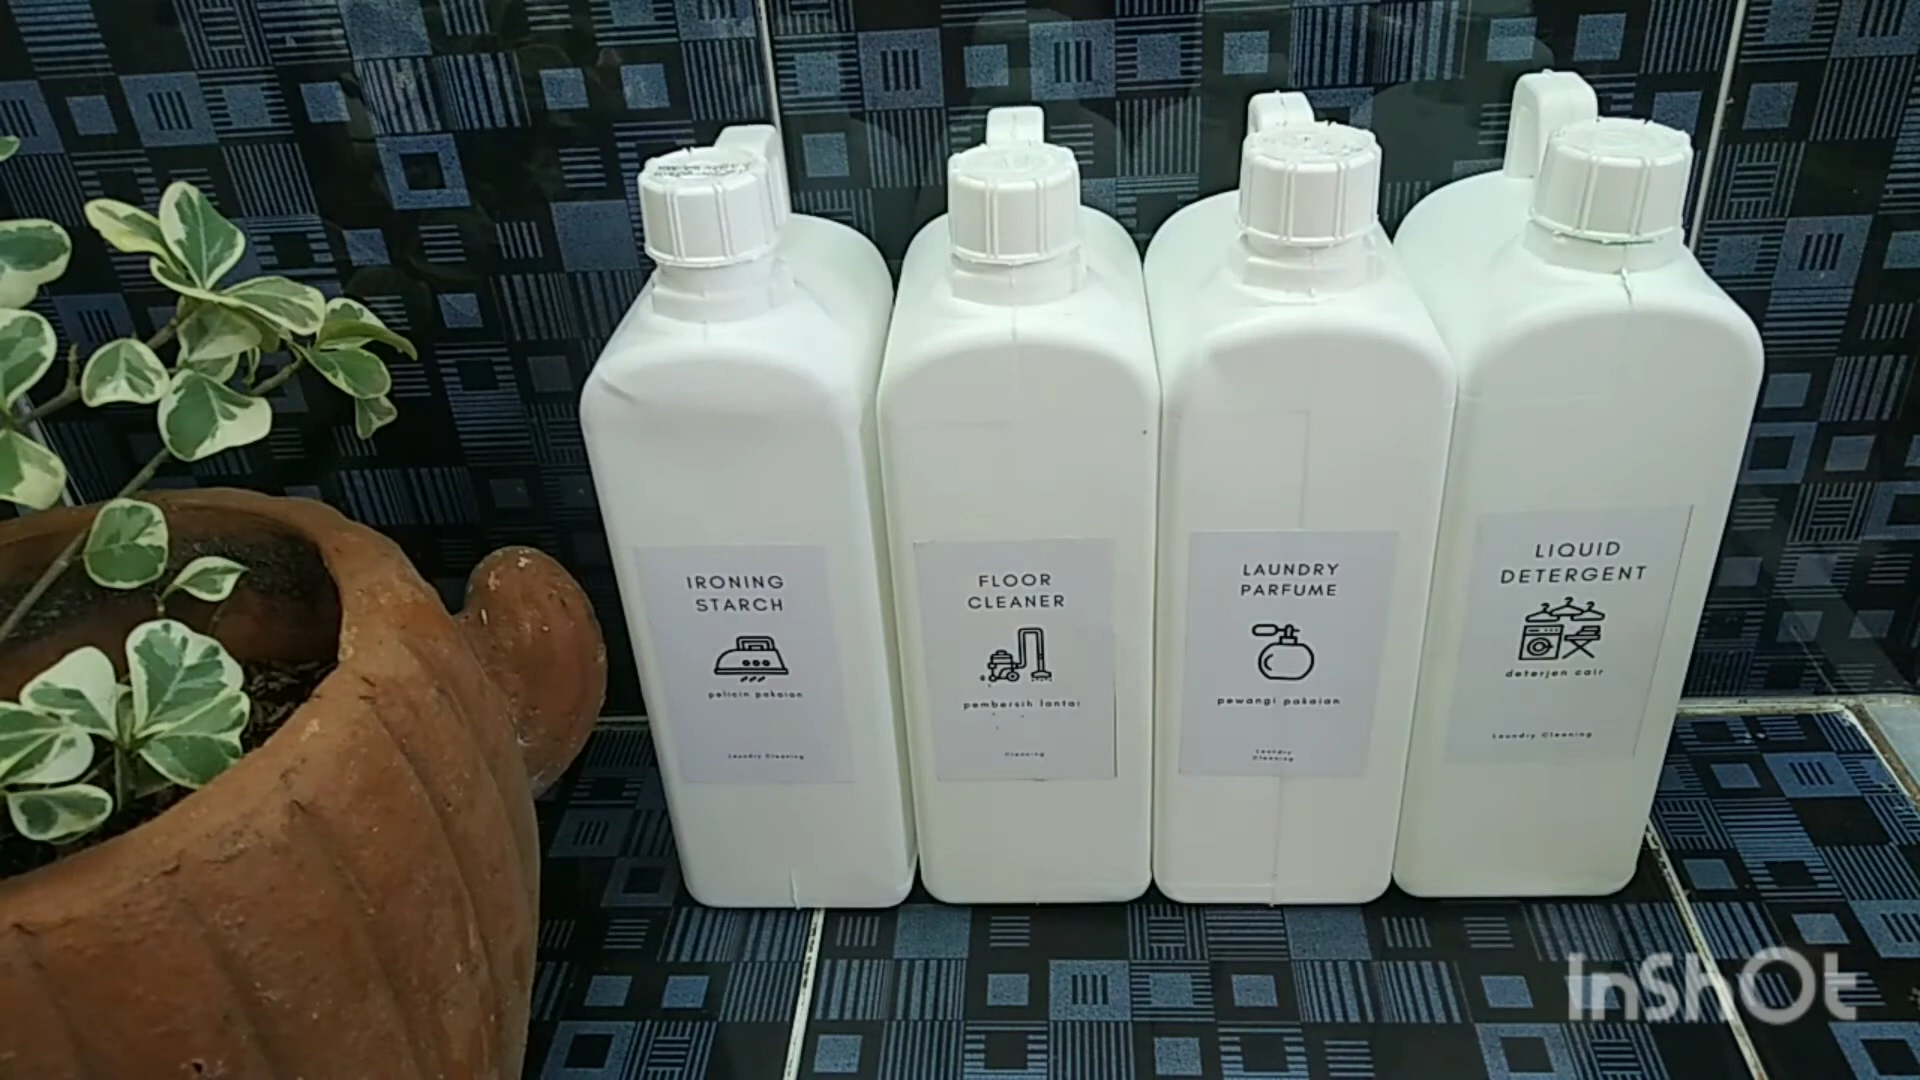 IRONING
STARCH
pelicin pakaian
Laundry Cleaning
FLOOR
CLEANER
pembersih lantai
Cleaning
LAUNDRY
PARFUME
pewangi pakaian
Laundry
Cleaning
LIQUID
DETERGENT
deterjen cair
Laundry Cleaning
InShOt